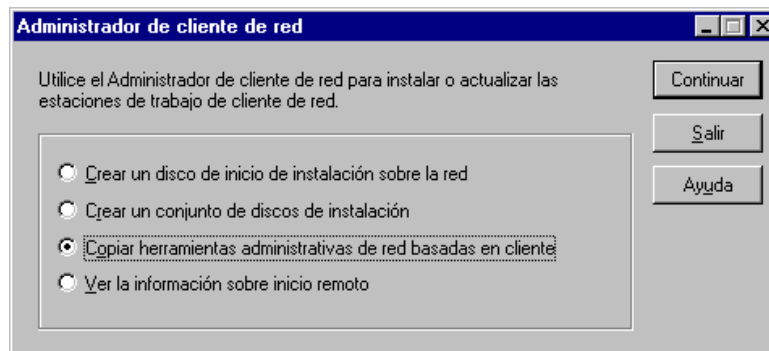 Administrador de cliente de red
Utilice el Administrador de cliente de red para instalar o actualizar las
estaciones de trabajo de cliente de red.
Continuar
Salir
Ayuda
Crear un disco de inicio de instalación sobre la red
Crear un conjunto de discos de instalación
Copiar herramientas administrativas de red basadas en cliente
Ver la información sobre inicio remoto